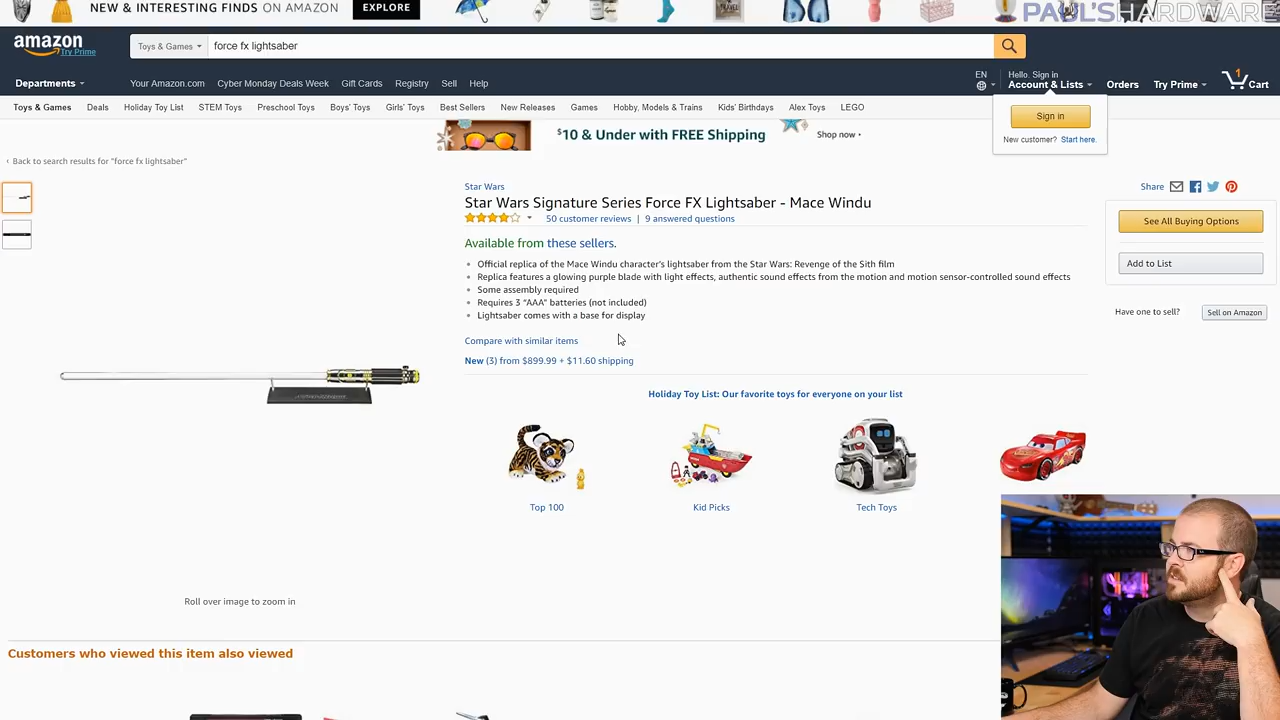 NEW & INTERESTING FINDS ON AMAZON
EXPLORE
PAUL'S HARDWARE
amazon
Try Prime
Toys & Games
force fx lightsaber
Departments
Your Amazon.com
Cyber Monday Deals Week
Gift Cards
Registry
Sell
Help
EN
Hello. Sign in
Account & Lists
Orders
Try Prime
1
Cart
Toys & Games
Deals
Holiday Toy List
STEM Toys
Preschool Toys
Boys' Toys
Girls' Toys
Best Sellers
New Releases
Games
Hobby, Models & Trains
Kids' Birthdays
Alex Toys
LEGO
Sign in
New customer? Start here.
$10 & Under with FREE Shipping
Shop now
‹ Back to search results for "force fx lightsaber"
Star Wars
Star Wars Signature Series Force FX Lightsaber - Mace Windu
50 customer reviews | 9 answered questions
Available from these sellers.
Official replica of the Mace Windu character's lightsaber from the Star Wars: Revenge of the Sith film
Replica features a glowing purple blade with light effects, authentic sound effects from the motion and motion sensor-controlled sound effects
Some assembly required
Requires 3 "AAA" batteries (not included)
Lightsaber comes with a base for display
Compare with similar items
New (3) from $899.99 + $11.60 shipping
Share
See All Buying Options
Add to List
Have one to sell?
Sell on Amazon
Holiday Toy List: Our favorite toys for everyone on your list
Top 100
Kid Picks
Tech Toys
Roll over image to zoom in
Customers who viewed this item also viewed